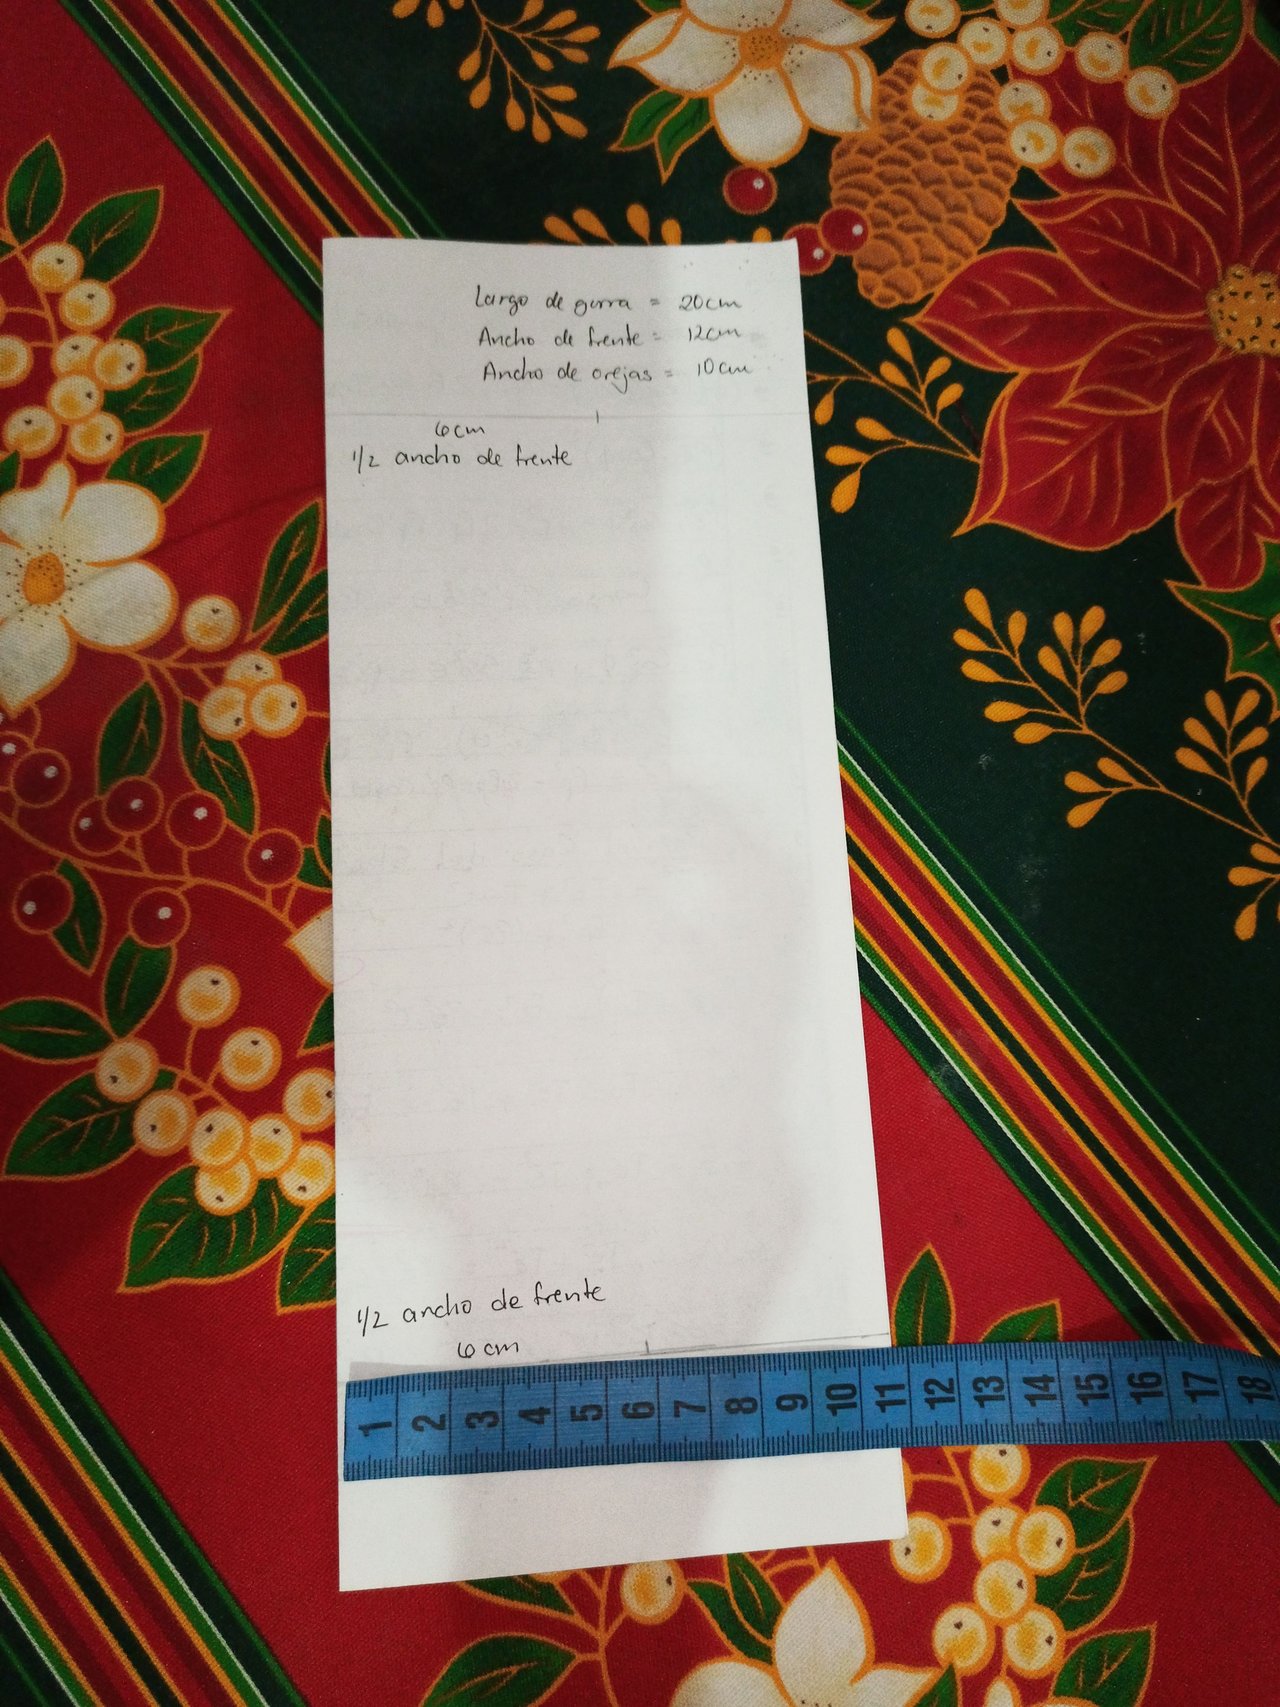 Largo de gorra = 20cm
Ancho de frente = 12cm
Ancho de orejas = 10cm
6cm
1/2 ancho de frente
1/2 ancho de frente
6cm
1 2 3 4 5 6 7 8 9 10 11 12 13 14 15 16 17 18